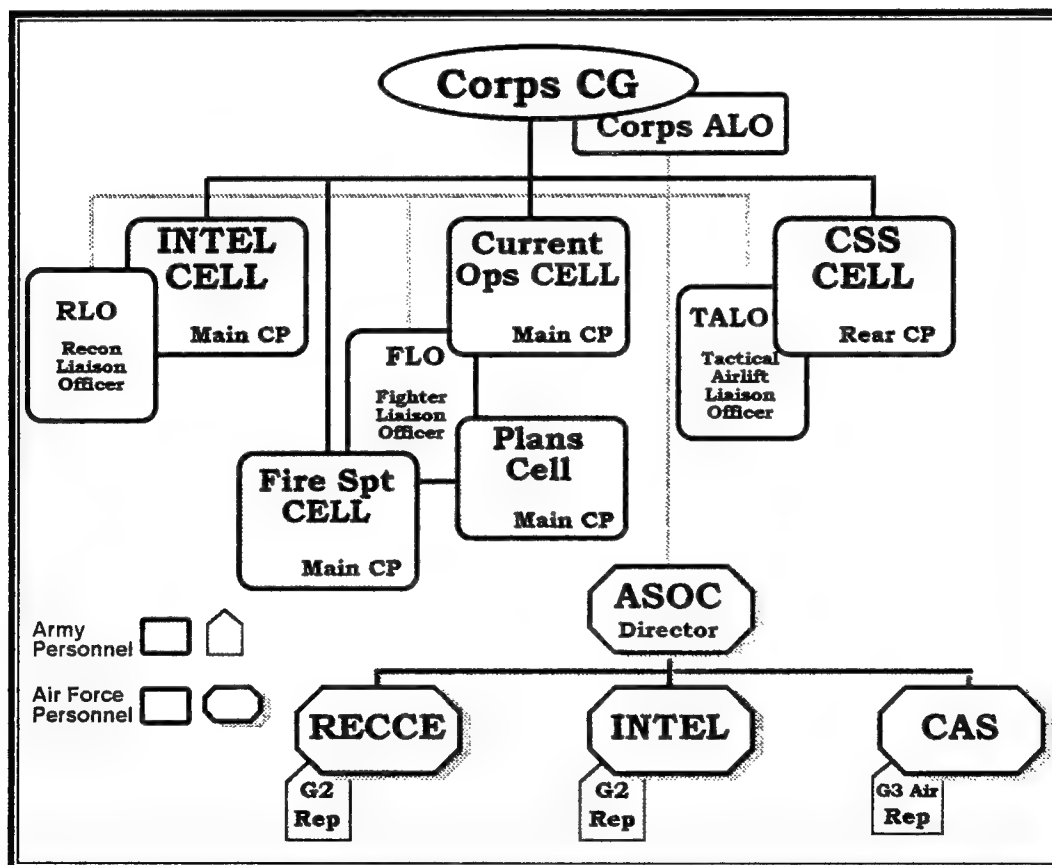 Corps CG
Corps ALO
INTEL
CELL
Main CP
RLO
Recon
Liaison
Officer
Current
Ops CELL
Main CP
FLO
Fighter
Liaison
Officer
CSS
CELL
Rear CP
TALO
Tactical
Airlift
Liaison
Officer
Plans
Cell
Main CP
Fire Spt
CELL
Main CP
ASOC
Director
Army
Personnel
Air Force
Personnel
RECCE
INTEL
CAS
G2
Rep
G2
Rep
G3 Air
Rep